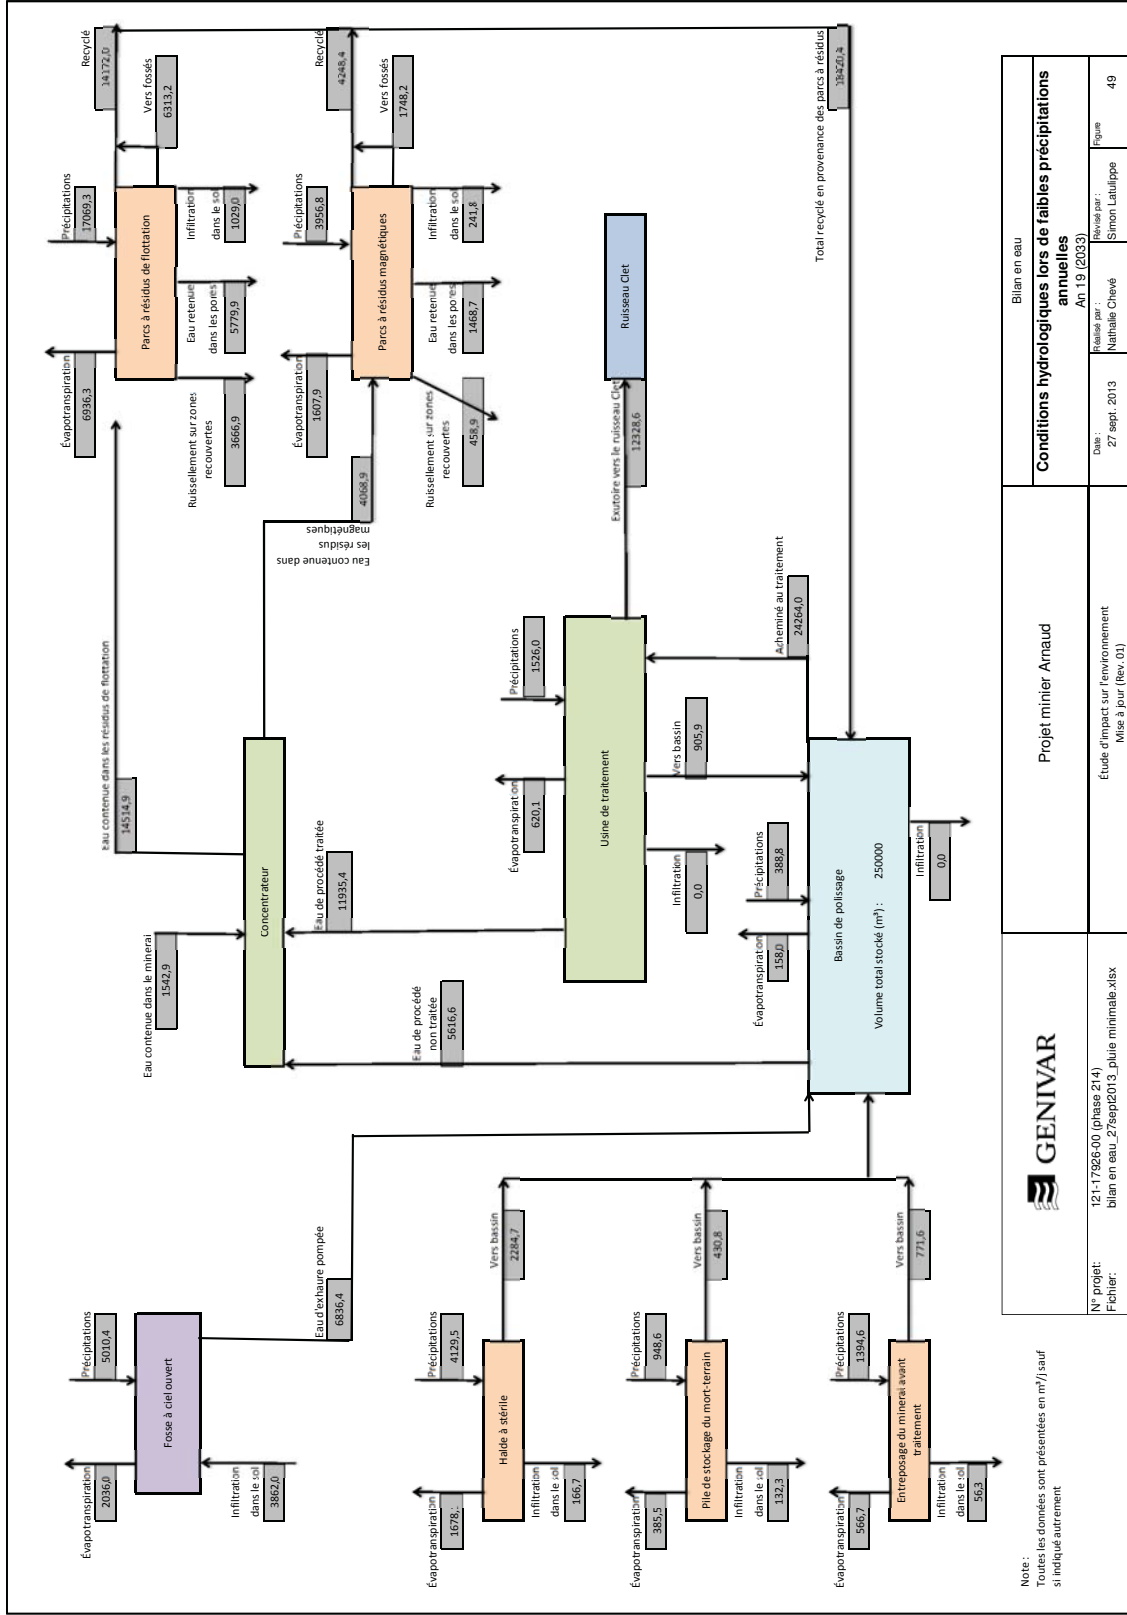 Évapotranspiration
2036,0
Précipitations
5010,4
Fosse à ciel ouvert
Infiltration
dans le sol
3862,0
Eau d'exhaure pompée
6836,4
Évapotranspiration
1678,
Précipitations
4129,5
Halde à stérile
Infiltration
dans le sol
166,7
Vers bassin
2284,7
Évapotranspiration
385,5
Précipitations
948,6
Pile de stockage du mort-terrain
Infiltration
dans le sol
132,3
Vers bassin
430,8
Évapotranspiration
566,7
Précipitations
1394,6
Entreposage du minerai avant
traitement
Infiltration
dans le sol
56,3
Vers bassin
771,6
Eau contenue dans le minerai
1542,9
Concentrateur
Eau contenue dans les résidus de flottation
14514,9
Eau contenue dans
les résidus
magnétiques
4068,9
Eau de procédé
non traitée
5616,6
Eau de procédé traitée
11935,4
Évapotranspiration
620,1
Précipitations
1526,0
Usine de traitement
Infiltration
0,0
Vers bassin
905,9
Acheminé au traitement
24264,0
Évapotranspiration
158,0
Précipitations
388,8
Bassin de polissage
Volume total stocké (m³) : 250000
Infiltration
0,0
Exutoire vers le ruisseau Clet
12328,6
Ruisseau Clet
Évapotranspiration
6936,3
Précipitations
17069,3
Parcs à résidus de flottation
Ruissellement sur zones
recouvertes
3666,9
Eau retenue
dans les pores
5779,9
Infiltration
dans le sol
1029,0
Vers fossés
6313,2
Recyclé
14172,0
Évapotranspiration
1607,9
Précipitations
3956,8
Parcs à résidus magnétiques
Ruissellement sur zones
recouvertes
458,9
Eau retenue
dans les pores
1468,7
Infiltration
dans le sol
241,8
Vers fossés
1748,2
Recyclé
4248,4
Total recyclé en provenance des parcs à résidus
18420,4
Note :
Toutes les données sont présentées en m³/j sauf
si indiqué autrement
GENIVAR
N° projet: 121-17926-00 (phase 214)
Fichier: bilan en eau_27sept2013_pluie minimale.xlsx
Projet minier Arnaud
Étude d'impact sur l'environnement
Mise à jour (Rev. 01)
Bilan en eau
Conditions hydrologiques lors de faibles précipitations
annuelles
An 19 (2033)
Date :
27 sept. 2013
Réalisé par :
Nathalie Chevé
Révisé par :
Simon Latulippe
Figure
49